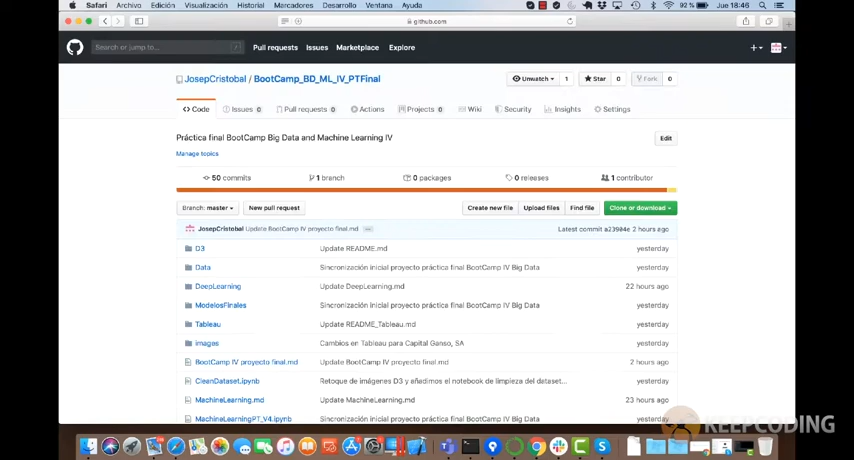 Safari Archivo Edición Visualización Historial Marcadores Desarrollo Ventana Ayuda 92 % Jue 18:46
github.com
Search or jump to... / Pull requests Issues Marketplace Explore
JosepCristobal / BootCamp_BD_ML_IV_PTFinal Unwatch 1 Star 0 Fork 0
Code Issues 0 Pull requests 0 Actions Projects 0 Wiki Security Insights Settings
Práctica final BootCamp Big Data and Machine Learning IV Edit
Manage topics
50 commits 1 branch 0 packages 0 releases 1 contributor
Branch: master New pull request Create new file Upload files Find file Clone or download
JosepCristobal Update BootCamp IV proyecto final.md ... Latest commit a23904e 2 hours ago
D3 Update README.md yesterday
Data Sincronización inicial proyecto práctica final BootCamp IV Big Data yesterday
DeepLearning Update DeepLearning.md 22 hours ago
ModelosFinales Sincronización inicial proyecto práctica final BootCamp IV Big Data yesterday
Tableau Update README_Tableau.md yesterday
images Cambios en Tableau para Capital Ganso, SA yesterday
BootCamp IV proyecto final.md Update BootCamp IV proyecto final.md 2 hours ago
CleanDataset.ipynb Retoque de imágenes D3 y añadimos el notebook de limpieza del dataset... yesterday
MachineLearning.md Update MachineLearning.md 23 hours ago
MachineLearningPT_V4.ipynb Sincronización inicial proyecto práctica final BootCamp IV Big Data yesterday
KEEPCODING